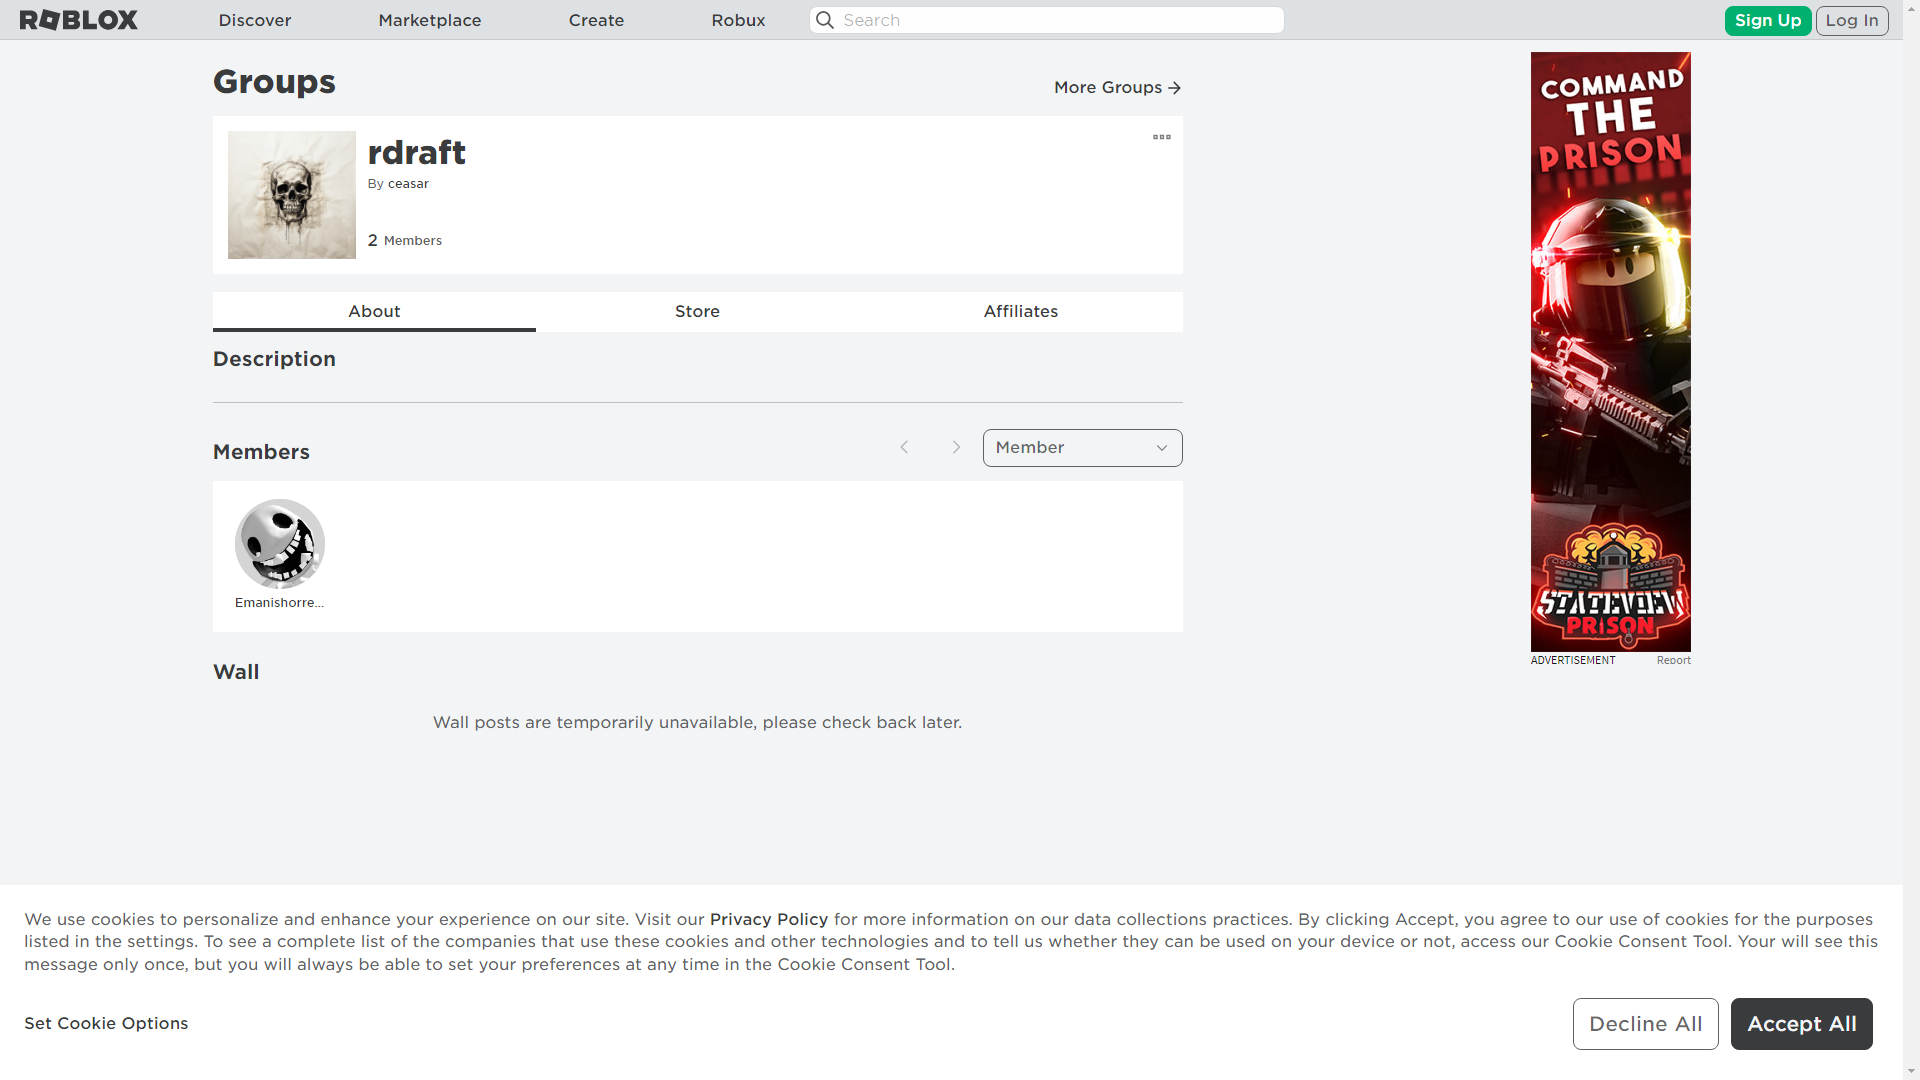 ROBLOX
Discover
Marketplace
Create
Robux
Search
Sign Up
Log In
Groups
More Groups
rdraft
By ceasar
2 Members
About
Store
Affiliates
Description
Members
Member
Emanishorre...
Wall
Wall posts are temporarily unavailable, please check back later.
COMMAND
THE
PRISON
STATEVIEW
PRISON
ADVERTISEMENT
Report
We use cookies to personalize and enhance your experience on our site. Visit our Privacy Policy for more information on our data collections practices. By clicking Accept, you agree to our use of cookies for the purposes
listed in the settings. To see a complete list of the companies that use these cookies and other technologies and to tell us whether they can be used on your device or not, access our Cookie Consent Tool. Your will see this
message only once, but you will always be able to set your preferences at any time in the Cookie Consent Tool.
Set Cookie Options
Decline All
Accept All